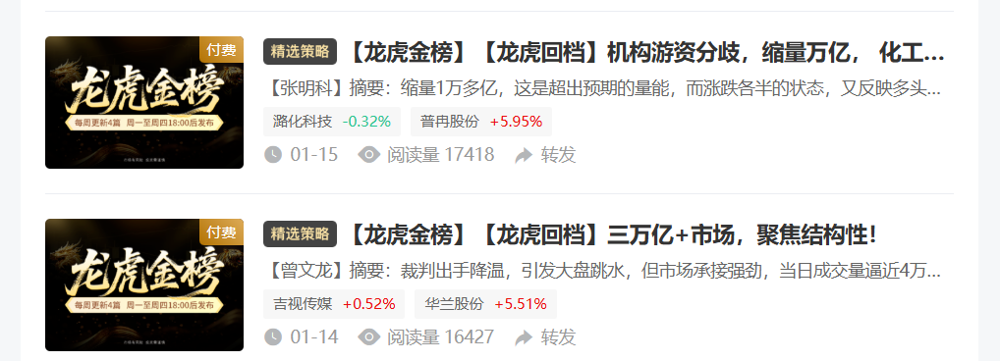 付费
龙虎金榜
每周更新4篇 周一至周四18:00后发布
精选策略 【龙虎金榜】【龙虎回档】机构游资分歧，缩量万亿， 化工...
【张明科】摘要：缩量1万多亿，这是超出预期的量能，而涨跌各半的状态，又反映多头...
潞化科技 -0.32% 普冉股份 +5.95%
01-15 阅读量 17418 转发
付费
龙虎金榜
每周更新4篇 周一至周四18:00后发布
精选策略 【龙虎金榜】【龙虎回档】三万亿+市场，聚焦结构性！
【曾文龙】摘要：裁判出手降温，引发大盘跳水，但市场承接强劲，当日成交量逼近4万...
吉视传媒 +0.52% 华兰股份 +5.51%
01-14 阅读量 16427 转发